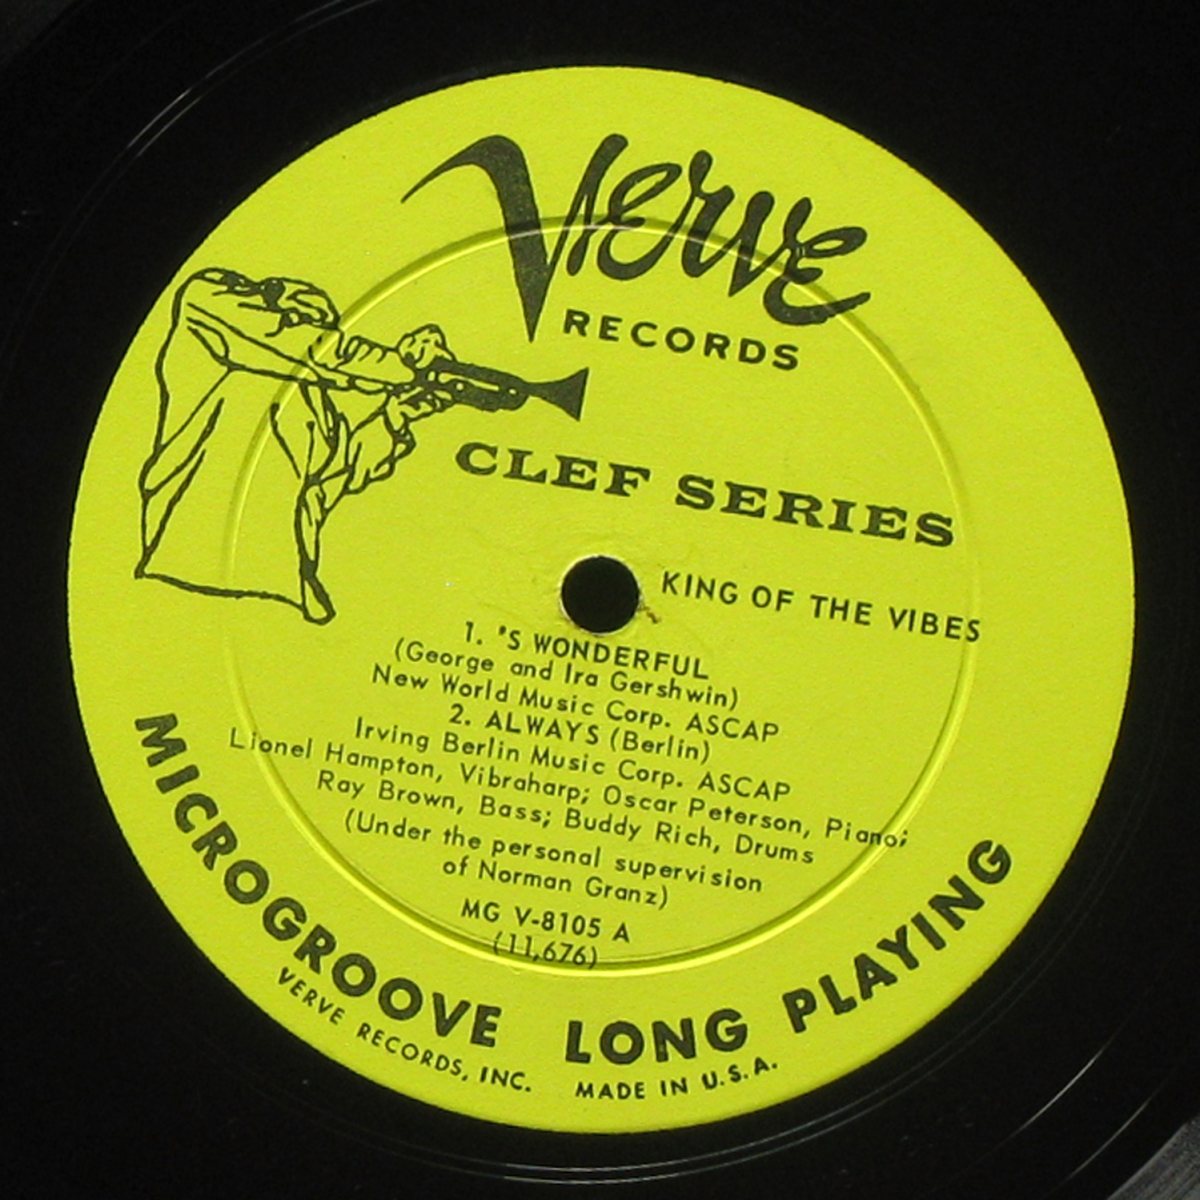 Verve
RECORDS
CLEF SERIES
KING OF THE VIBES
1. 'S WONDERFUL
(George and Ira Gershwin)
New World Music Corp. ASCAP
2. ALWAYS (Berlin)
Irving Berlin Music Corp. ASCAP
Lionel Hampton, Vibraharp; Oscar Peterson, Piano;
Ray Brown, Bass; Buddy Rich, Drums
(Under the personal supervision
of Norman Granz)
MG V-8105 A
(11,676)
MICROGROOVE LONG PLAYING
VERVE RECORDS, INC. MADE IN U.S.A.